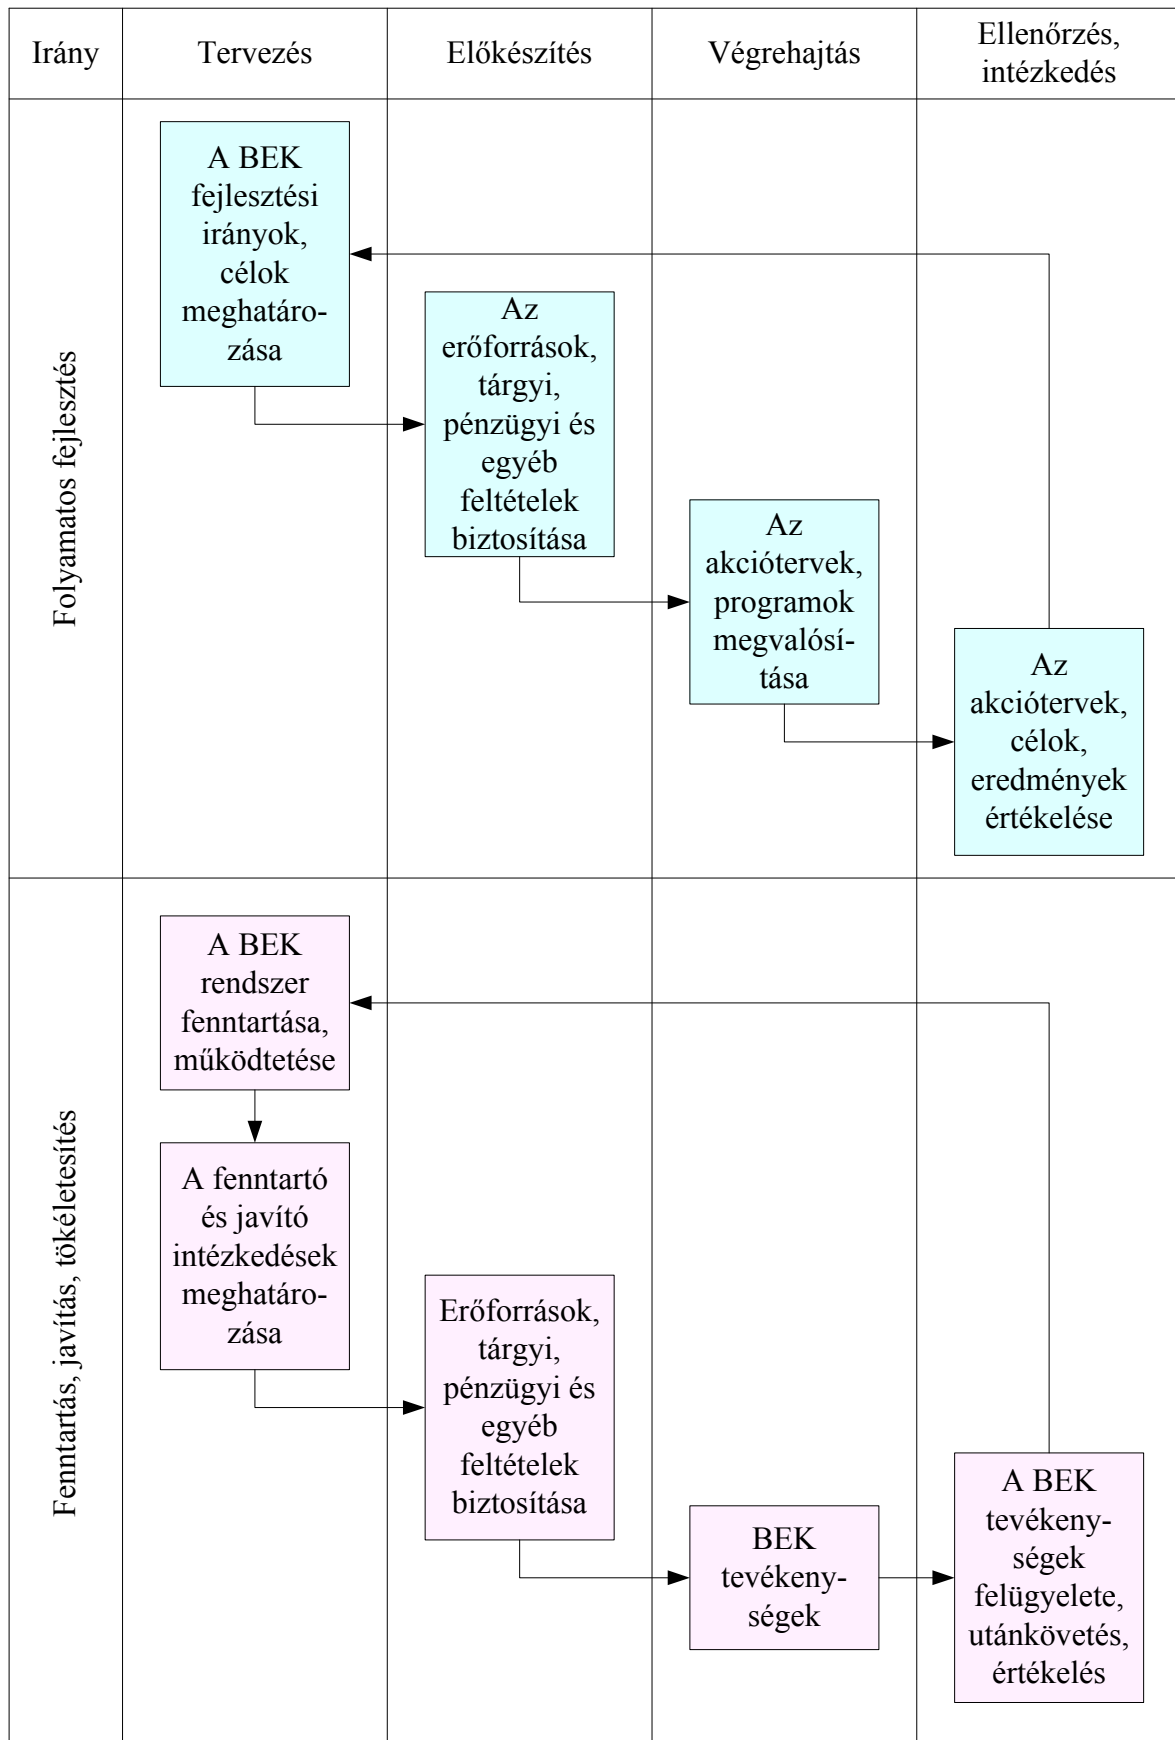 Irány
Tervezés
Előkészítés
Végrehajtás
Ellenőrzés,
intézkedés
Folyamatos fejlesztés
A BEK
fejlesztési
irányok,
célok
meghatáro-
zása
Az
erőforrások,
tárgyi,
pénzügyi és
egyéb
feltételek
biztosítása
Az
akciótervek,
programok
megvalósí-
tása
Az
akciótervek,
célok,
eredmények
értékelése
Fenntartás, javítás, tökéletesítés
A BEK
rendszer
fenntartása,
működtetése
A fenntartó
és javító
intézkedések
meghatáro-
zása
Erőforrások,
tárgyi,
pénzügyi és
egyéb
feltételek
biztosítása
BEK
tevékeny-
ségek
A BEK
tevékeny-
ségek
felügyelete,
utánkövetés,
értékelés